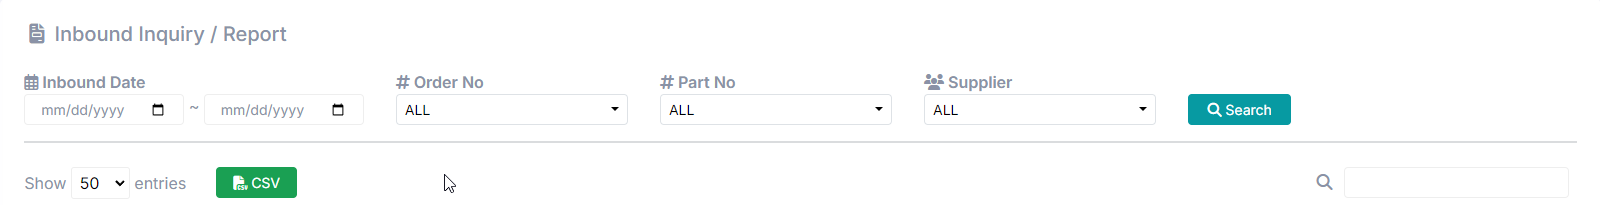 Inbound Inquiry / Report
Inbound Date
# Order No
# Part No
Supplier
mm/dd/yyyy ~ mm/dd/yyyy
ALL
ALL
ALL
Search
Show 50 entries
CSV